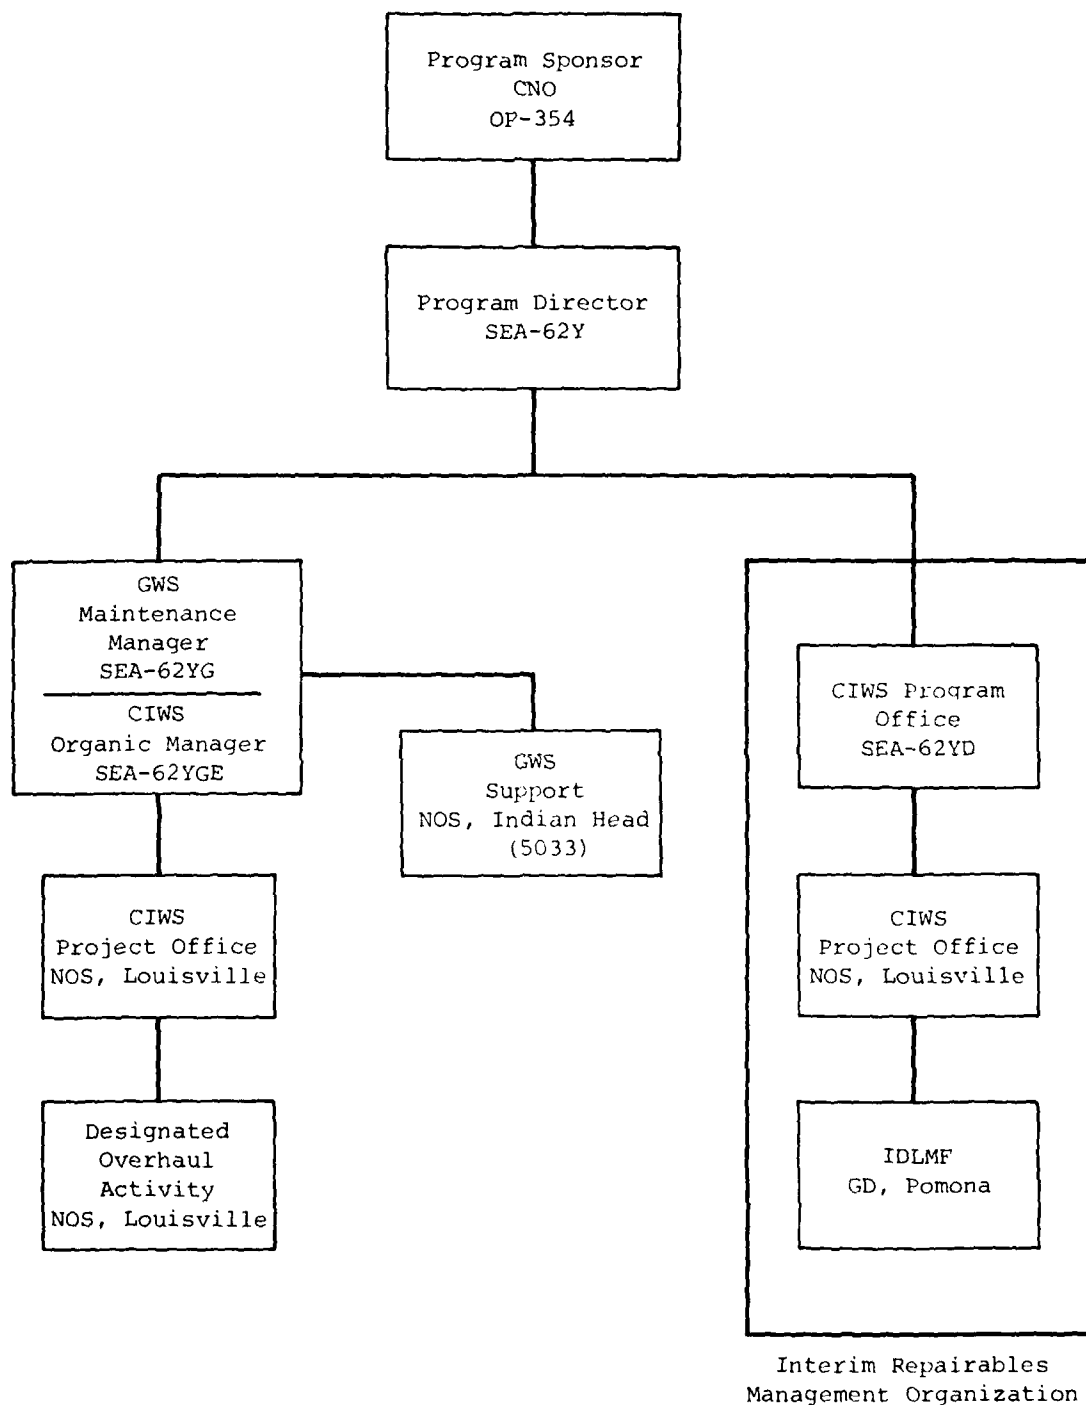 Program Sponsor
CNO
OP-354
Program Director
SEA-62Y
GWS
Maintenance
Manager
SEA-62YG
CIWS
Organic Manager
SEA-62YGE
GWS
Support
NOS, Indian Head
(5033)
CIWS Program
Office
SEA-62YD
CIWS
Project Office
NOS, Louisville
CIWS
Project Office
NOS, Louisville
Designated
Overhaul
Activity
NOS, Louisville
IDLMF
GD, Pomona
Interim Repairables
Management Organization